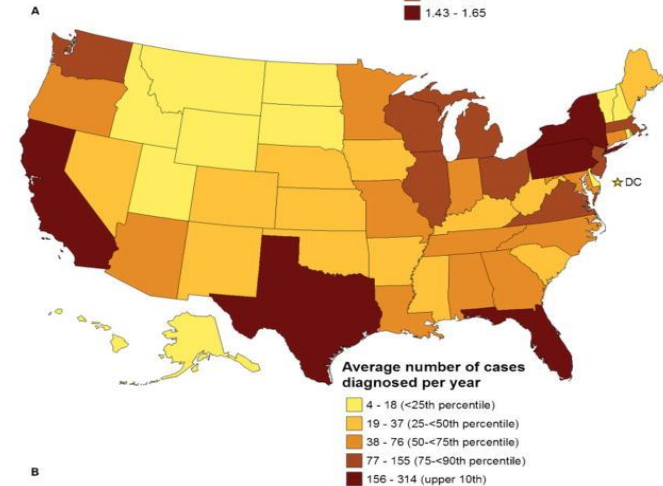 1.43 - 1.65
A
DC
Average number of cases
diagnosed per year
4 - 18 (<25th percentile)
19 - 37 (25-<50th percentile)
38 - 76 (50-<75th percentile)
77 - 155 (75-<90th percentile)
156 - 314 (upper 10th)
B